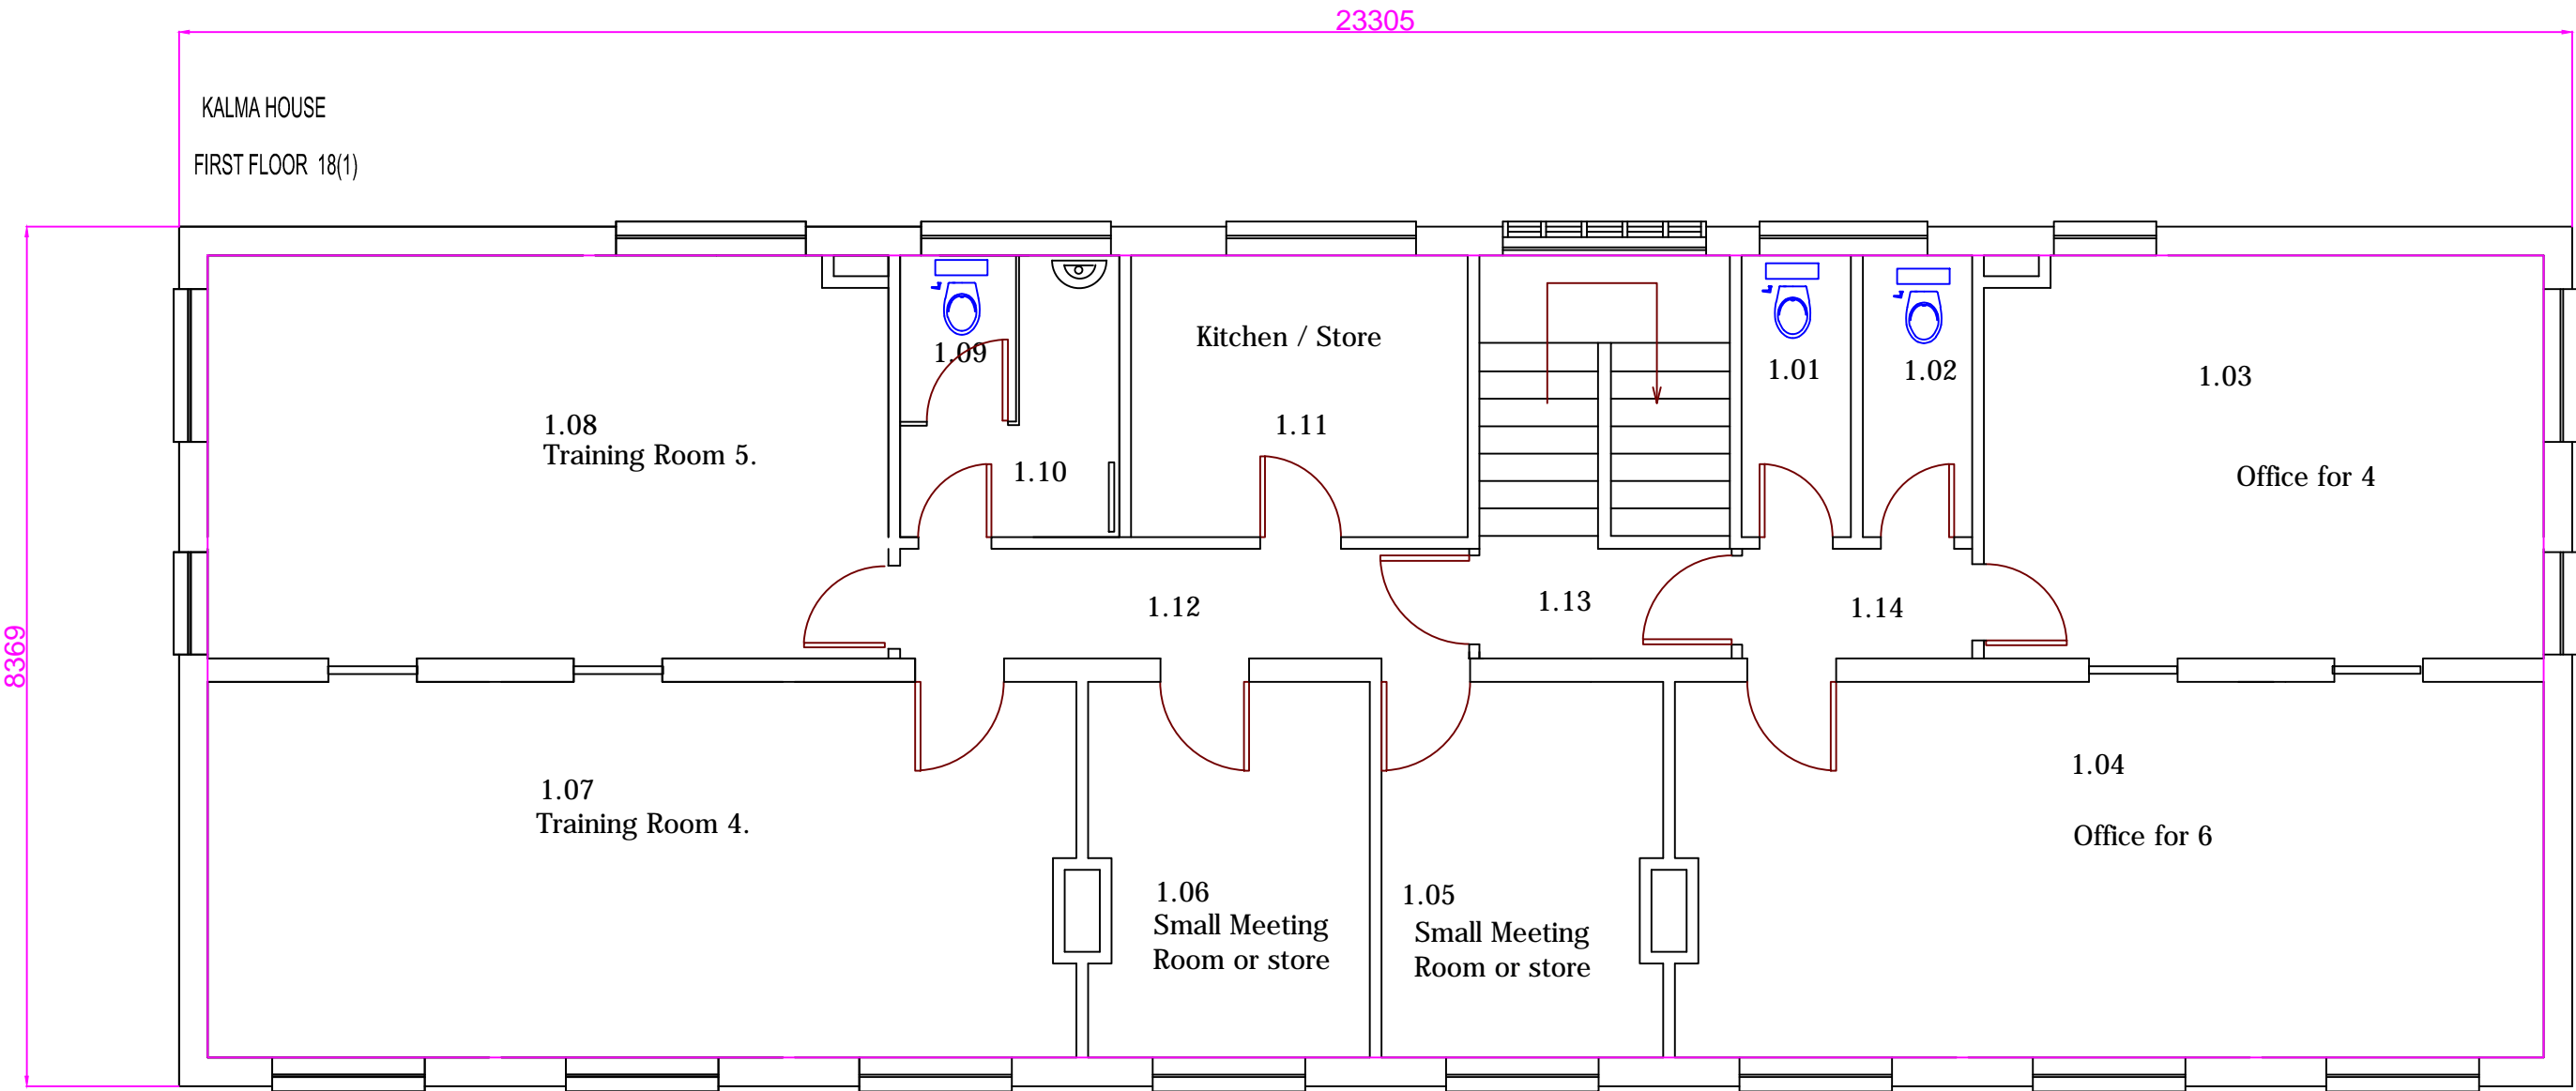 23305
KALMA HOUSE
FIRST FLOOR 18(1)
8369
Kitchen / Store
1.09
1.01
1.02
1.03
1.08
Training Room 5.
1.11
1.10
Office for 4
1.12
1.13
1.14
1.07
Training Room 4.
1.04
Office for 6
1.06
Small Meeting
Room or store
1.05
Small Meeting
Room or store